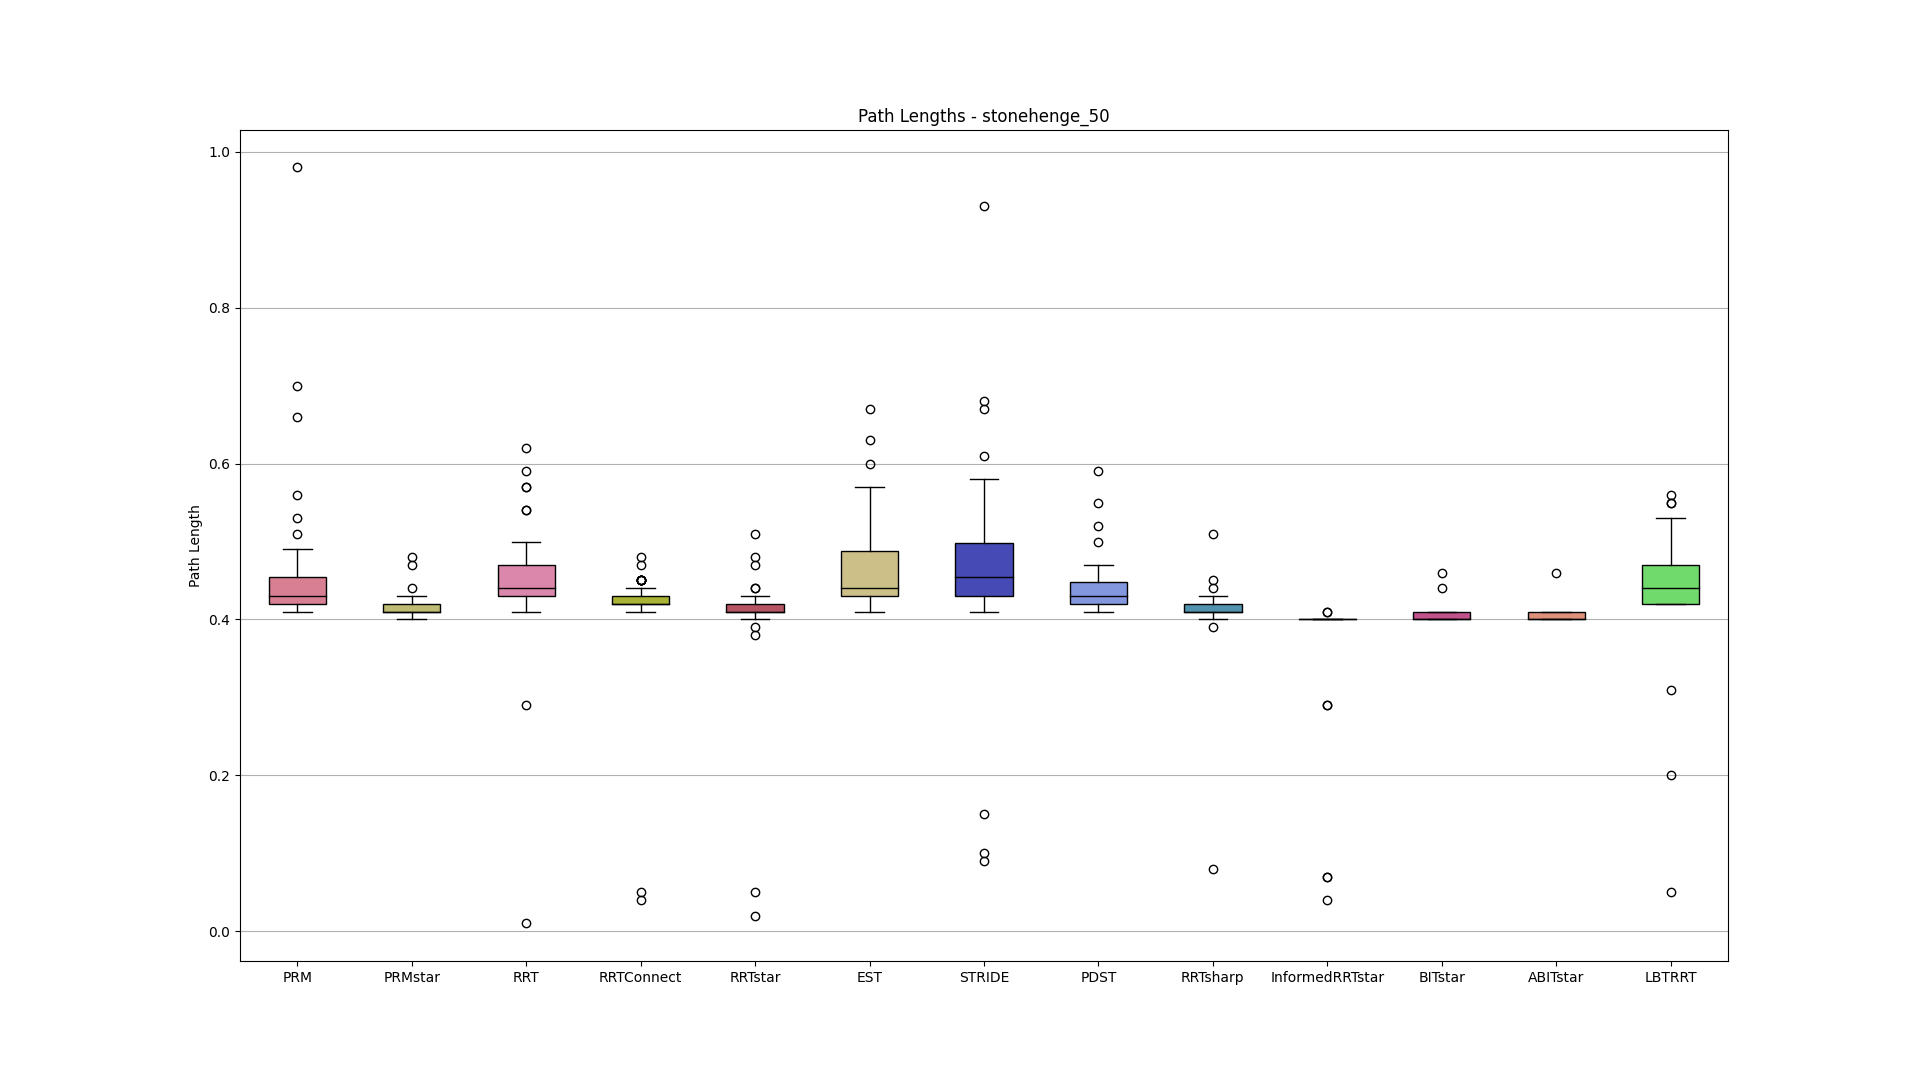 Path Lengths - stonehenge_50
Path Length
1.0
0.8
0.6
0.4
0.2
0.0
PRM PRMstar RRT RRTConnect RRTstar EST STRIDE PDST RRTsharp InformedRRTstar BITstar ABITstar LBTRRT